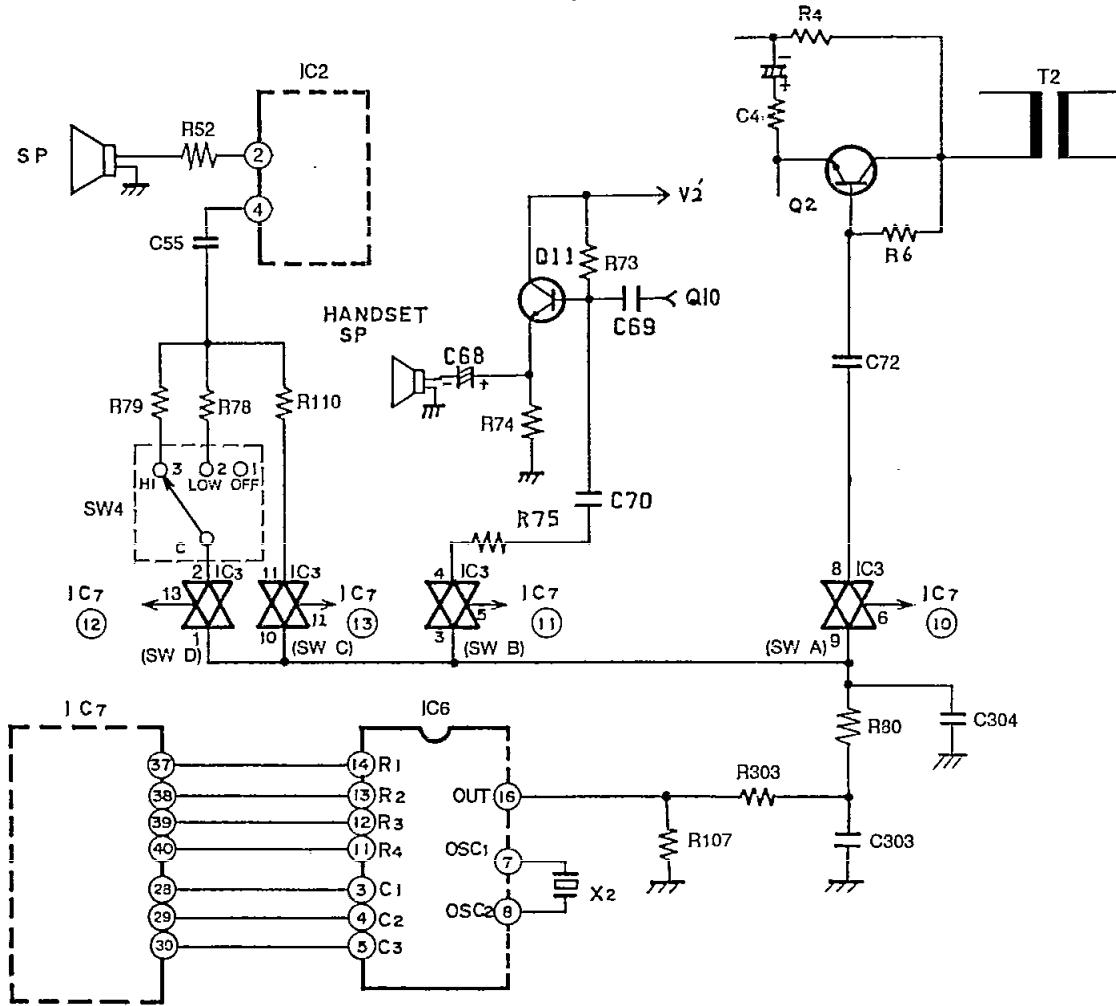 R4
IC2
T2
-
+
SP
R52
2
C4
4
V2'
Q2
C55
Q11
R73
R6
HANDSET
SP
C69
Q10
C68
- +
C72
R79
R78
R110
R74
3
2
1
HI
LOW
OFF
C70
SW4
R75
C
2
IC3
11
IC3
4
IC3
8
IC3
IC7
13
IC7
IC7
5
IC7
6
12
13
11
10
1
10
3
9
(SW D)
(SW C)
(SW B)
(SW A)
IC7
IC6
R80
C304
37
14
R1
R303
38
13
R2
OUT
16
39
12
R3
R107
C303
40
11
R4
OSC1
7
28
3
C1
X2
29
4
C2
OSC2
8
30
5
C3